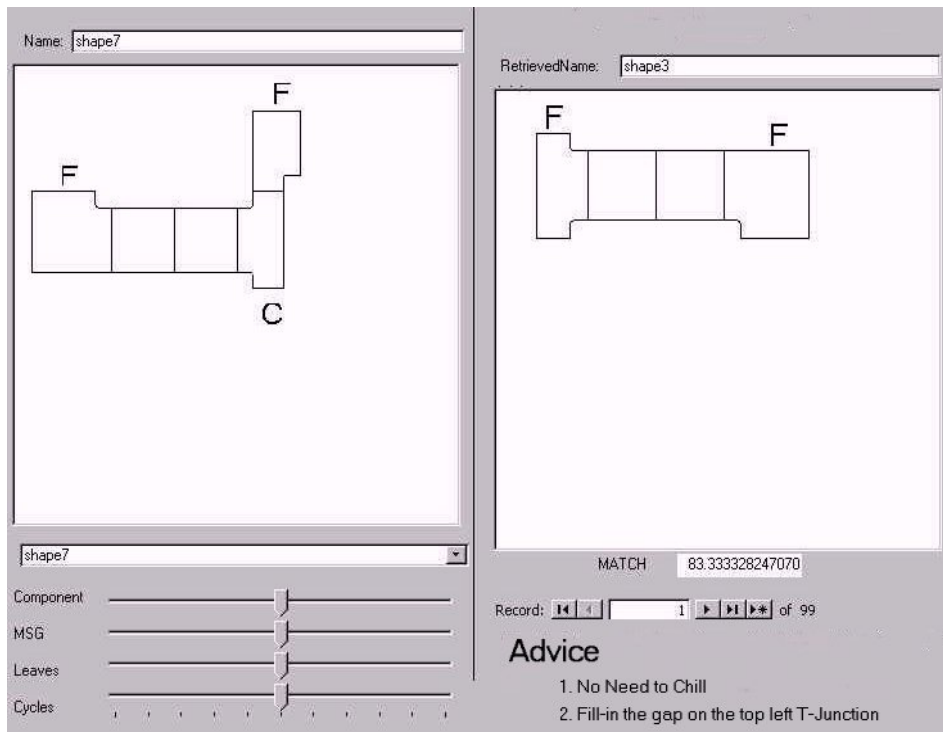 Name: shape7
F
F
C
shape7
Component
MSG
Leaves
Cycles
RetrievedName: shape3
F
F
MATCH 83.333328247070
Record: 1 of 99
Advice
1. No Need to Chill
2. Fill-in the gap on the top left T-Junction